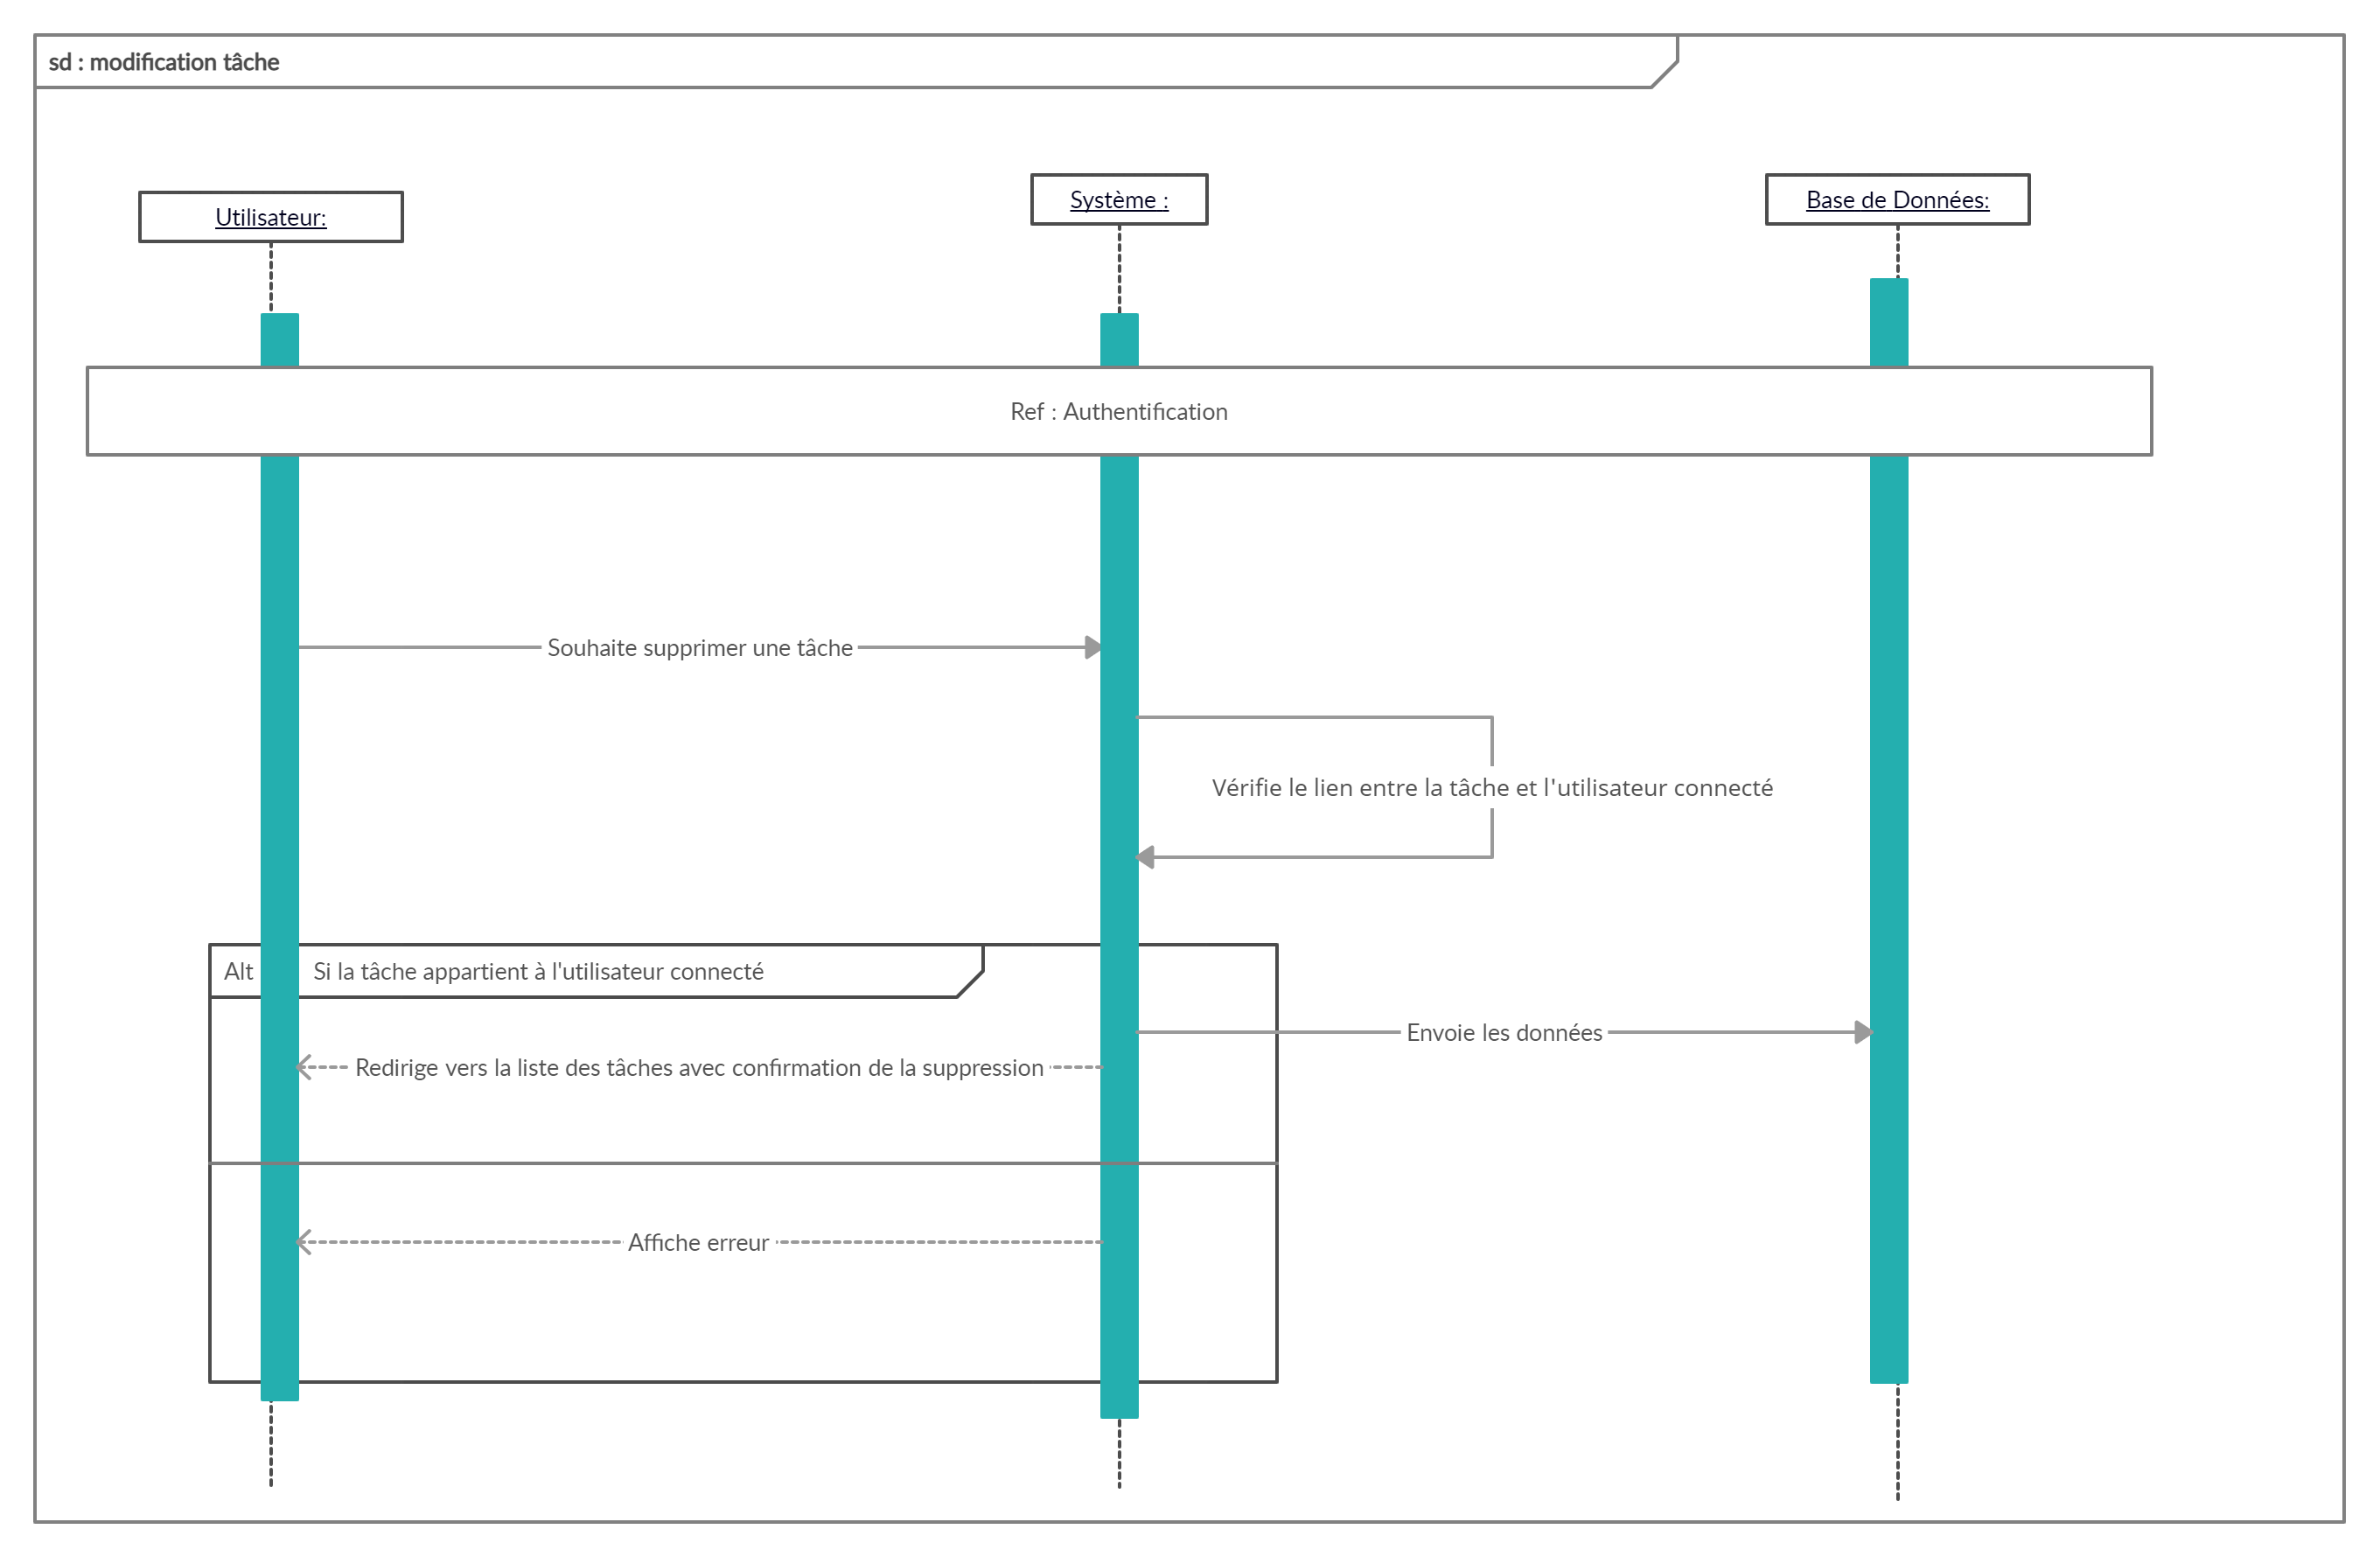 sd : modification tâche
Utilisateur:
Système :
Base de Données:
Ref : Authentification
Souhaite supprimer une tâche
Vérifie le lien entre la tâche et l'utilisateur connecté
Alt Si la tâche appartient à l'utilisateur connecté
Envoie les données
Redirige vers la liste des tâches avec confirmation de la suppression
Affiche erreur